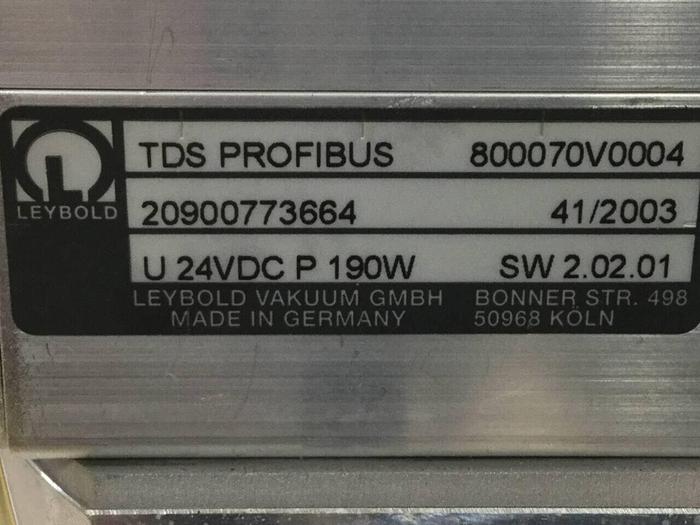 TDS PROFIBUS 800070V0004
LEYBOLD 20900773664 41/2003
U 24VDC P 190W SW 2.02.01
LEYBOLD VAKUUM GMBH BONNER STR. 498
MADE IN GERMANY 50968 KÖLN